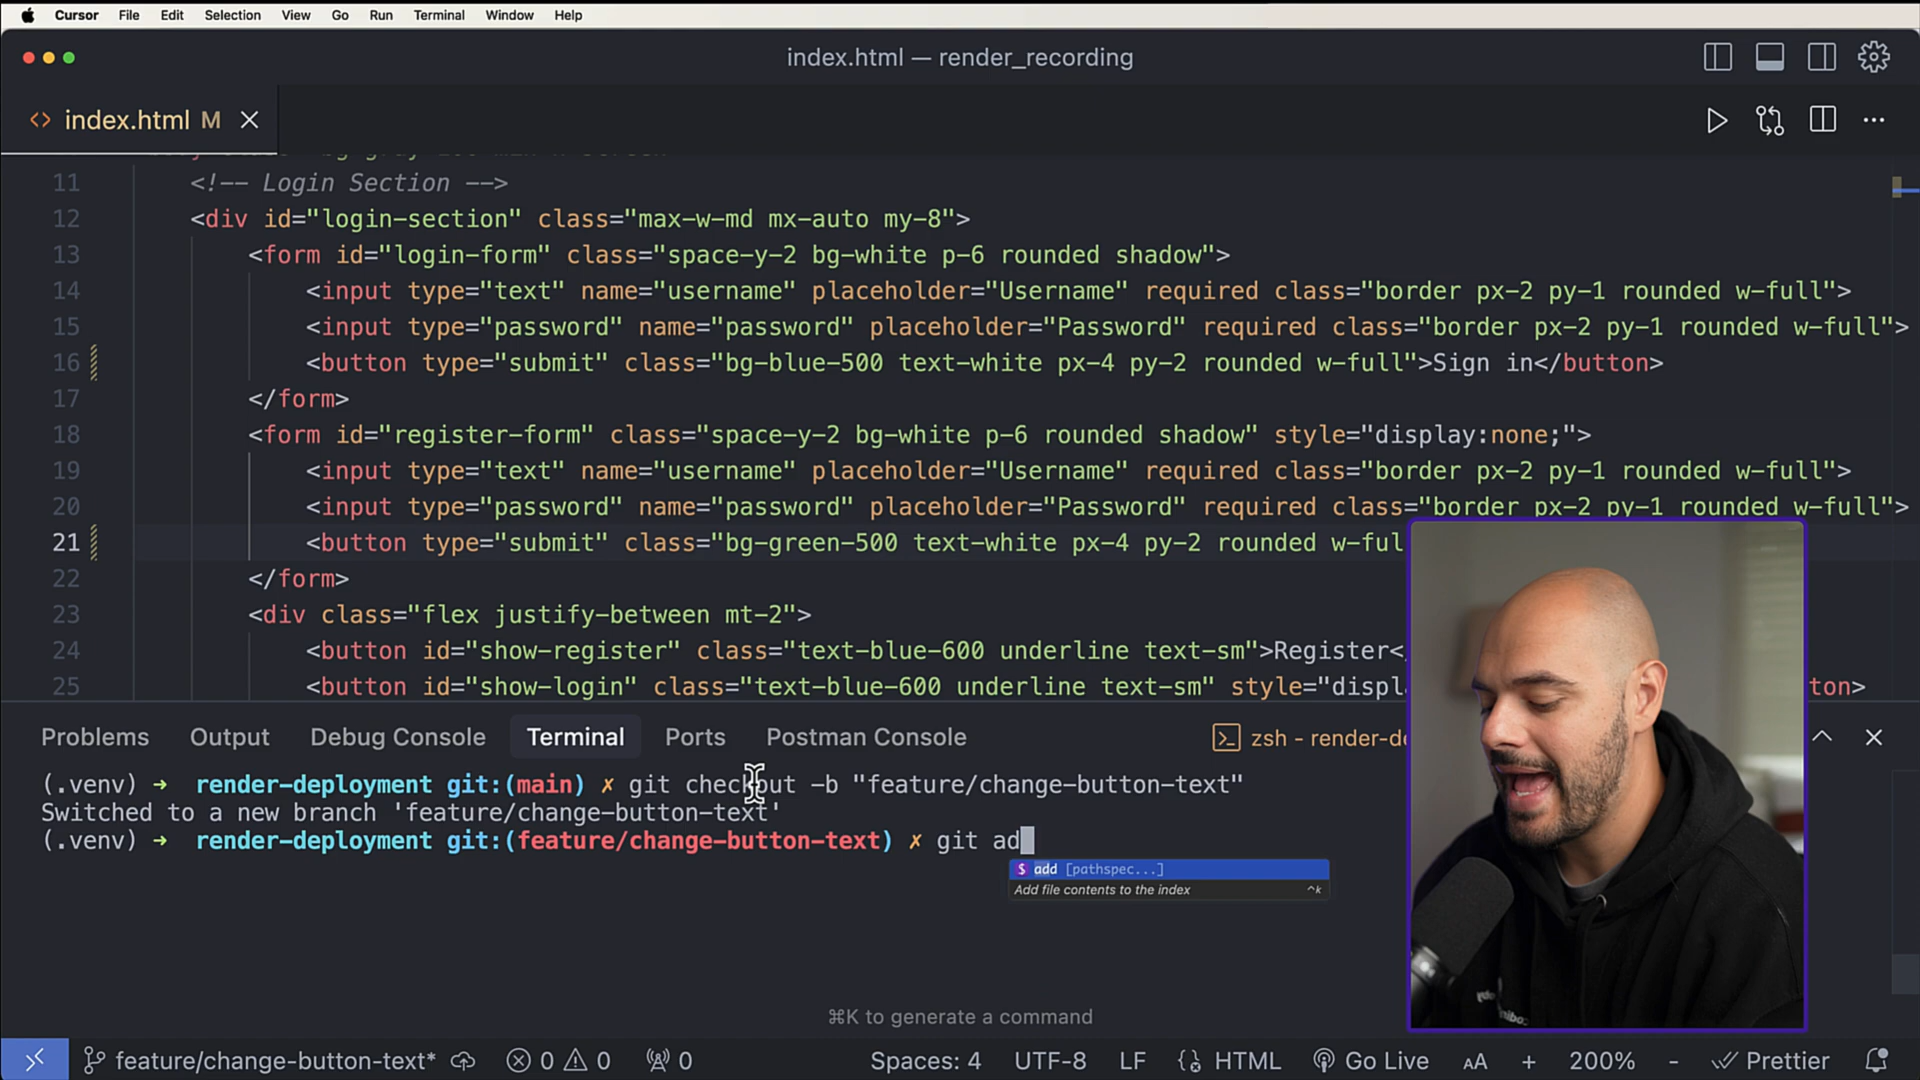 Cursor File Edit Selection View Go Run Terminal Window Help
index.html — render_recording
<> index.html M
11 <!-- Login Section -->
12 <div id="login-section" class="max-w-md mx-auto my-8">
13 <form id="login-form" class="space-y-2 bg-white p-6 rounded shadow">
14 <input type="text" name="username" placeholder="Username" required class="border px-2 py-1 rounded w-full">
15 <input type="password" name="password" placeholder="Password" required class="border px-2 py-1 rounded w-full">
16 <button type="submit" class="bg-blue-500 text-white px-4 py-2 rounded w-full">Sign in</button>
17 </form>
18 <form id="register-form" class="space-y-2 bg-white p-6 rounded shadow" style="display:none;">
19 <input type="text" name="username" placeholder="Username" required class="border px-2 py-1 rounded w-full">
20 <input type="password" name="password" placeholder="Password" required class="border px-2 py-1 rounded w-full">
21 <button type="submit" class="bg-green-500 text-white px-4 py-2 rounded w-ful
22 </form>
23 <div class="flex justify-between mt-2">
24 <button id="show-register" class="text-blue-600 underline text-sm">Register<
25 <button id="show-login" class="text-blue-600 underline text-sm" style="displ ton>
Problems Output Debug Console Terminal Ports Postman Console zsh - render-de
(.venv) → render-deployment git:(main) ✗ git checkout -b "feature/change-button-text"
Switched to a new branch 'feature/change-button-text'
(.venv) → render-deployment git:(feature/change-button-text) ✗ git ad
$ add [pathspec...]
Add file contents to the index ^k
⌘K to generate a command
feature/change-button-text* 0 0 0 Spaces: 4 UTF-8 LF HTML Go Live AA + 200% - Prettier